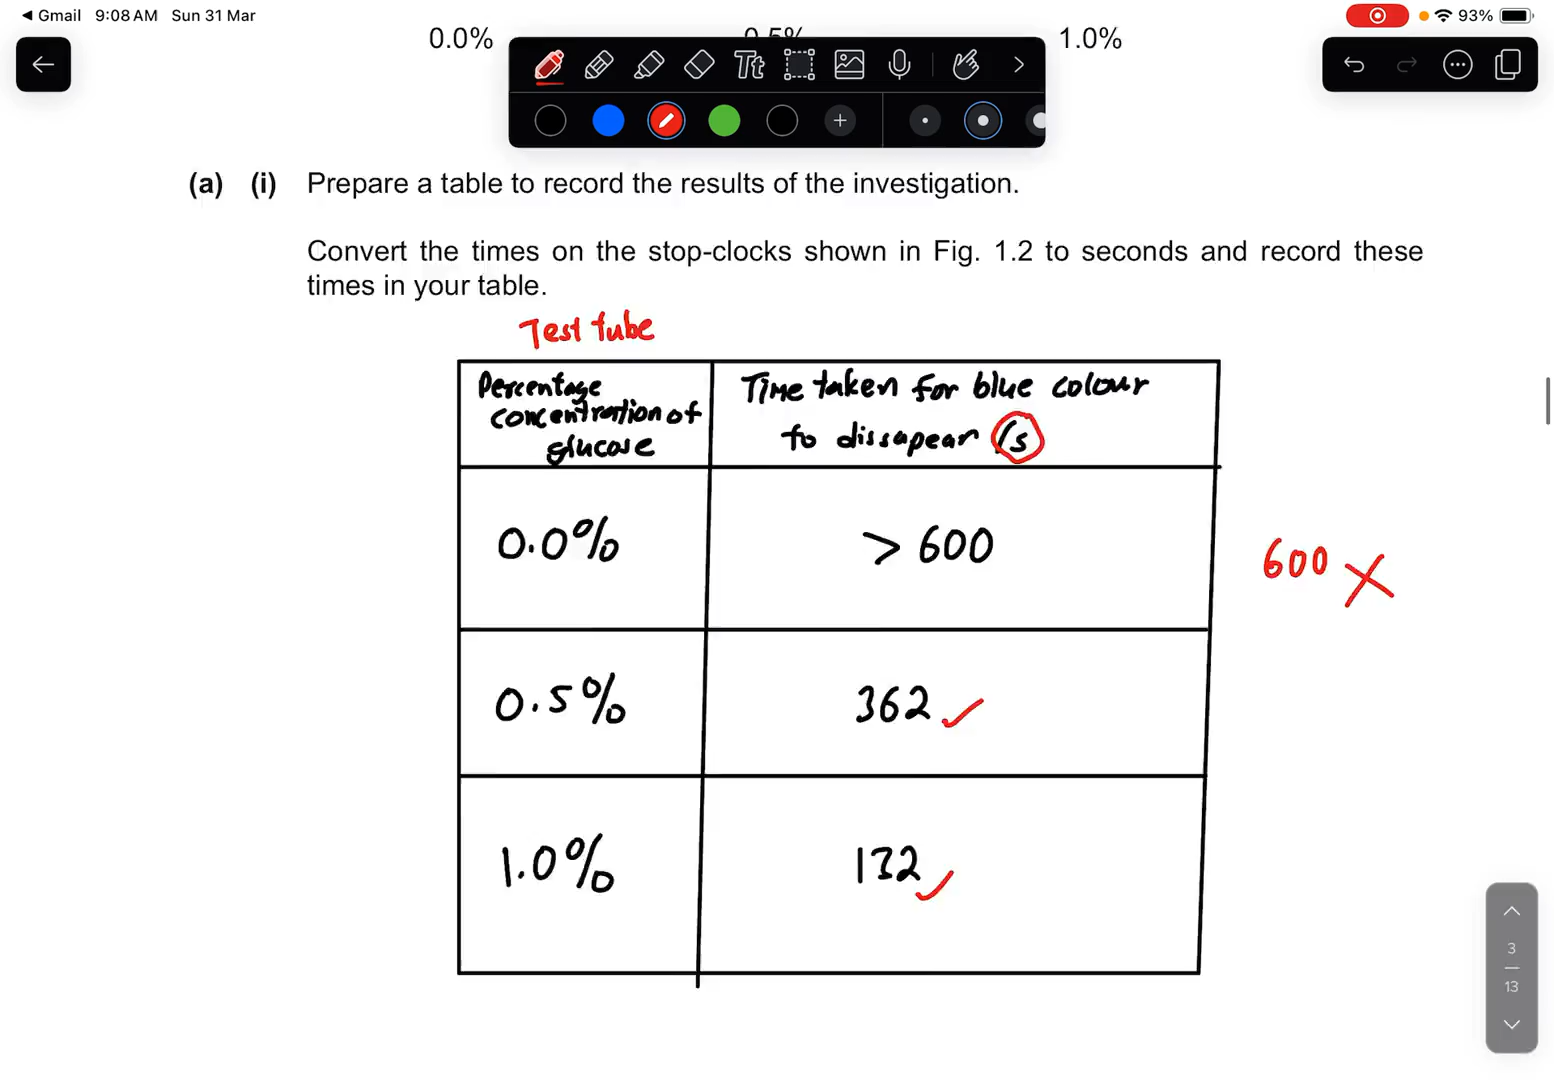 Gmail 9:08 AM Sun 31 Mar
93%
0.0% 0.5% 1.0%
Tt
(a) (i) Prepare a table to record the results of the investigation.
Convert the times on the stop-clocks shown in Fig. 1.2 to seconds and record these
times in your table.
Test tube
Percentage
concentration of
glucose
Time taken for blue colour
to dissapear /s
0.0% > 600
600
0.5% 362
1.0% 132
3
13